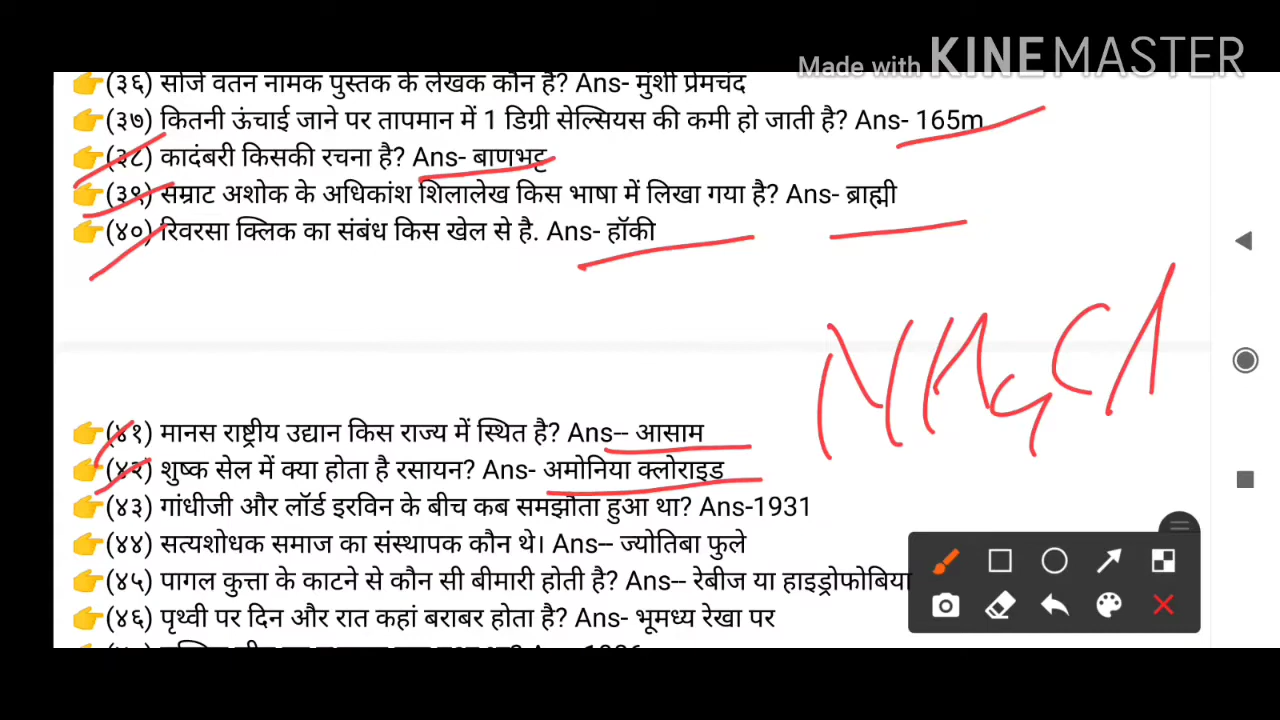 Made with KINEMASTER
👉(३६) सोजे वतन नामक पुस्तक के लेखक कौन है? Ans- मुंशी प्रेमचंद
👉(३७) कितनी ऊंचाई जाने पर तापमान में 1 डिग्री सेल्सियस की कमी हो जाती है? Ans- 165m
👉(३८) कादंबरी किसकी रचना है? Ans- बाणभट्ट
👉(३९) सम्राट अशोक के अधिकांश शिलालेख किस भाषा में लिखा गया है? Ans- ब्राह्मी
👉(४०) रिवरसा क्लिक का संबंध किस खेल से है. Ans- हॉकी
NH4Cl
👉(४१) मानस राष्ट्रीय उद्यान किस राज्य में स्थित है? Ans-- आसाम
👉(४२) शुष्क सेल में क्या होता है रसायन? Ans- अमोनिया क्लोराइड
👉(४३) गांधीजी और लॉर्ड इरविन के बीच कब समझौता हुआ था? Ans-1931
👉(४४) सत्यशोधक समाज का संस्थापक कौन थे। Ans-- ज्योतिबा फुले
👉(४५) पागल कुत्ता के काटने से कौन सी बीमारी होती है? Ans-- रेबीज या हाइड्रोफोबिया
👉(४६) पृथ्वी पर दिन और रात कहां बराबर होता है? Ans- भूमध्य रेखा पर